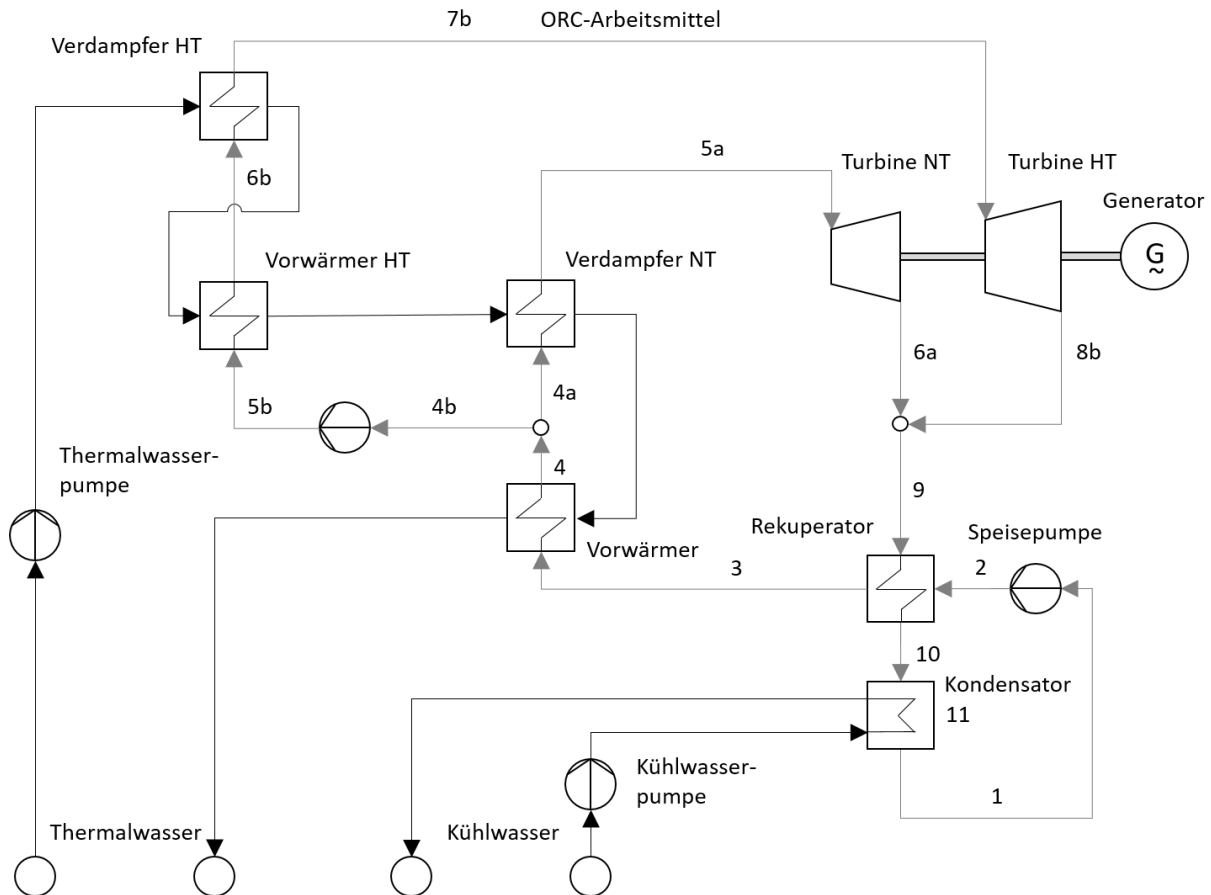 7b
ORC-Arbeitsmittel
Verdampfer HT
5a
Turbine NT
Turbine HT
6b
Generator
G
~
Vorwärmer HT
Verdampfer NT
6a
8b
5b
4b
4a
Thermalwasser-
pumpe
4
9
Rekuperator
Speisepumpe
Vorwärmer
3
2
10
Kondensator
11
Kühlwasser-
pumpe
1
Thermalwasser
Kühlwasser